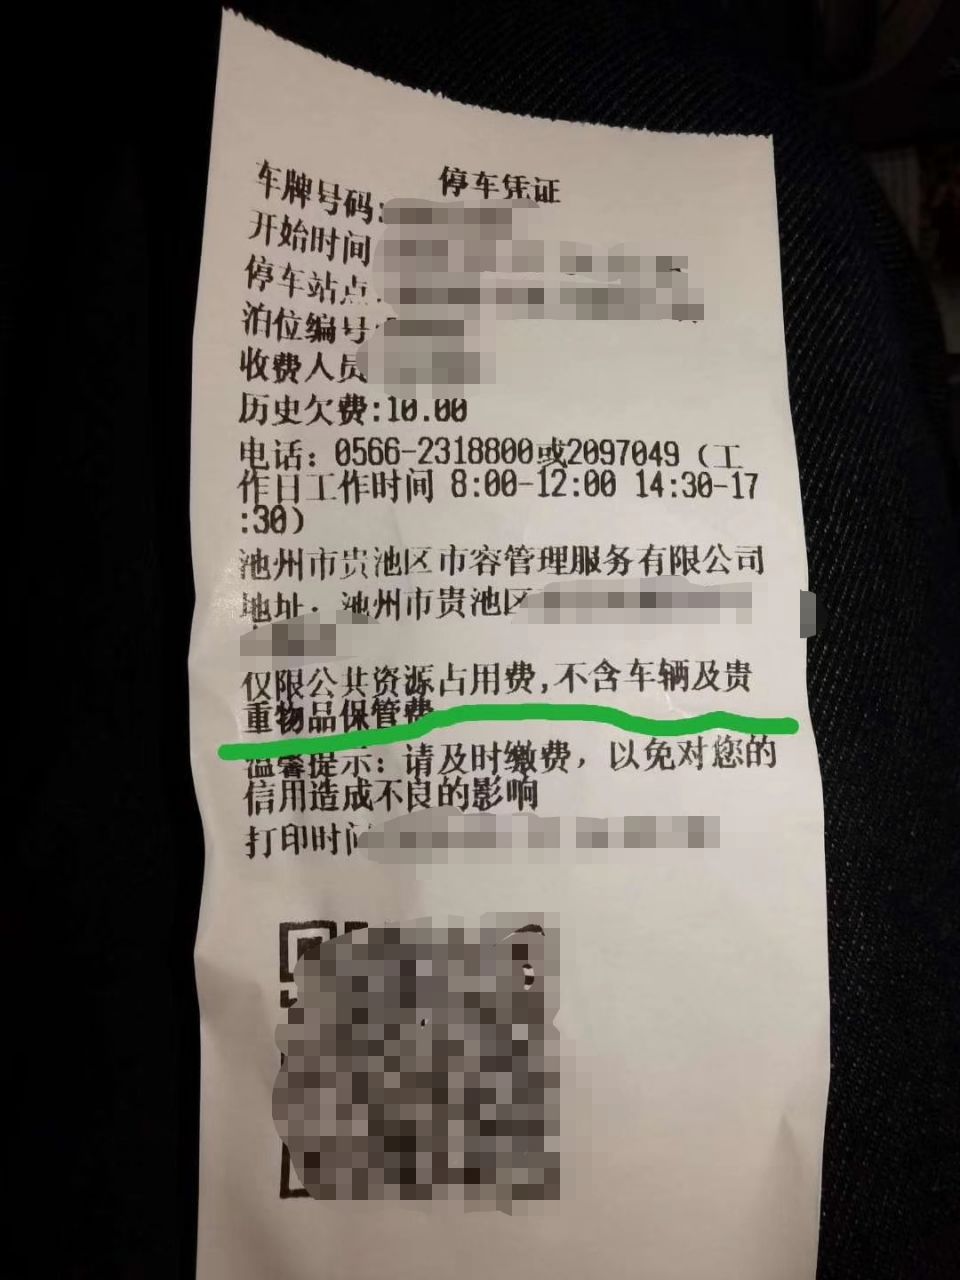 停车凭证
车牌号码:
开始时间
停车站点
泊位编号
收费人员
历史欠费:10.00
电话：0566-2318800或2097049（工
作日工作时间 8:00-12:00 14:30-17
:30）
池州市贵池区市容管理服务有限公司
地址：池州市贵池区
仅限公共资源占用费,不含车辆及贵
重物品保管费
温馨提示：请及时缴费，以免对您的
信用造成不良的影响
打印时间